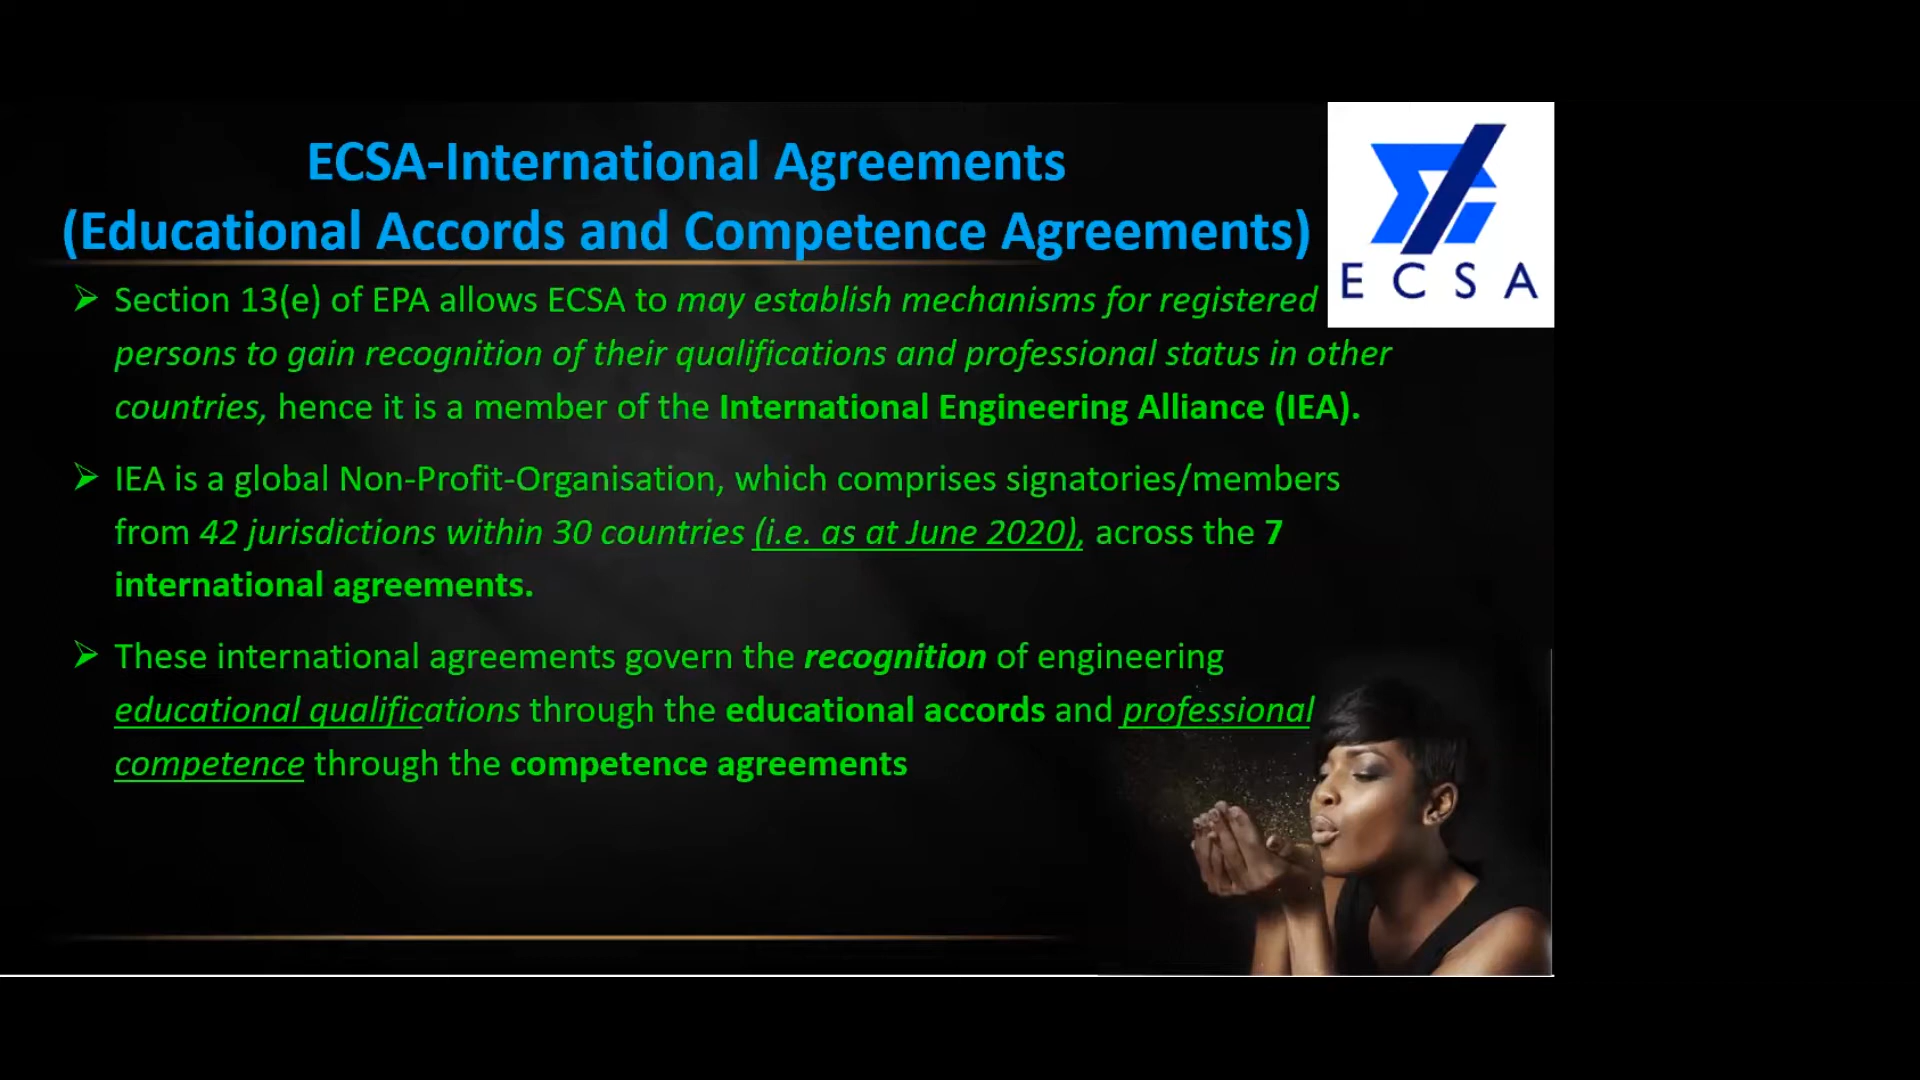 ECSA-International Agreements
(Educational Accords and Competence Agreements)
E C S A
➢ Section 13(e) of EPA allows ECSA to may establish mechanisms for registered
persons to gain recognition of their qualifications and professional status in other
countries, hence it is a member of the International Engineering Alliance (IEA).
➢ IEA is a global Non-Profit-Organisation, which comprises signatories/members
from 42 jurisdictions within 30 countries (i.e. as at June 2020), across the 7
international agreements.
➢ These international agreements govern the recognition of engineering
educational qualifications through the educational accords and professional
competence through the competence agreements